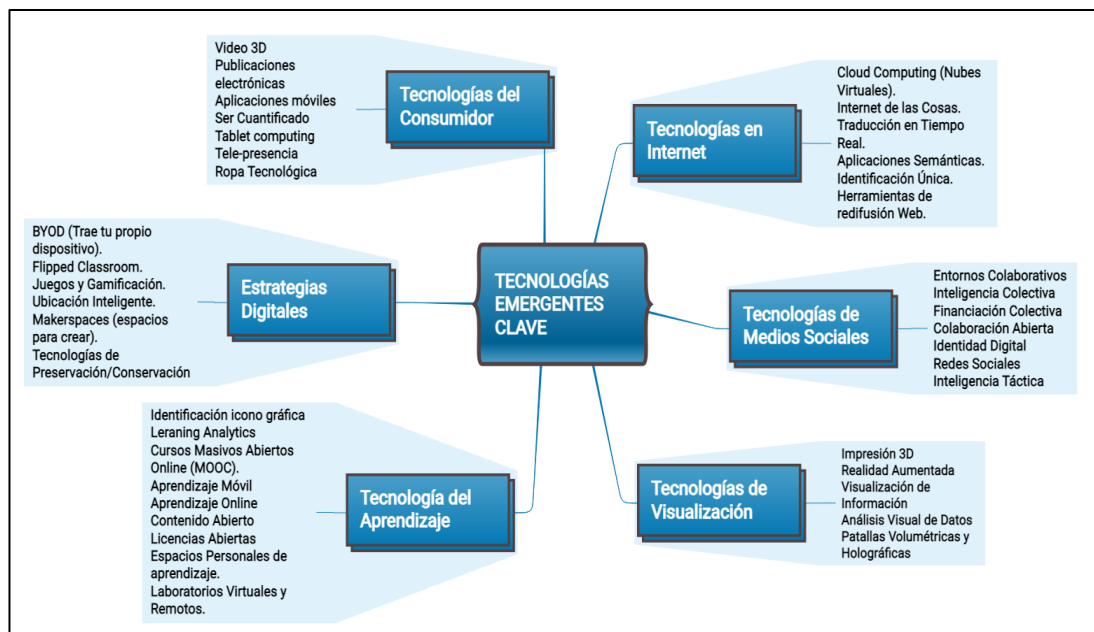 Video 3D
Publicaciones
electrónicas
Aplicaciones móviles
Ser Cuantificado
Tablet computing
Tele-presencia
Ropa Tecnológica
Tecnologías del
Consumidor
Tecnologías en
Internet
Cloud Computing (Nubes
Virtuales).
Internet de las Cosas.
Traducción en Tiempo
Real.
Aplicaciones Semánticas.
Identificación Única.
Herramientas de
redifusión Web.
BYOD (Trae tu propio
dispositivo).
Flipped Classroom.
Juegos y Gamificación.
Ubicación Inteligente.
Makerspaces (espacios
para crear).
Tecnologías de
Preservación/Conservación
Estrategias
Digitales
TECNOLOGÍAS
EMERGENTES
CLAVE
Tecnologías de
Medios Sociales
Entornos Colaborativos
Inteligencia Colectiva
Financiación Colectiva
Colaboración Abierta
Identidad Digital
Redes Sociales
Inteligencia Táctica
Identificación icono gráfica
Leraning Analytics
Cursos Masivos Abiertos
Online (MOOC).
Aprendizaje Móvil
Aprendizaje Online
Contenido Abierto
Licencias Abiertas
Espacios Personales de
aprendizaje.
Laboratorios Virtuales y
Remotos.
Tecnología del
Aprendizaje
Tecnologías de
Visualización
Impresión 3D
Realidad Aumentada
Visualización de
Información
Análisis Visual de Datos
Patallas Volumétricas y
Holográficas